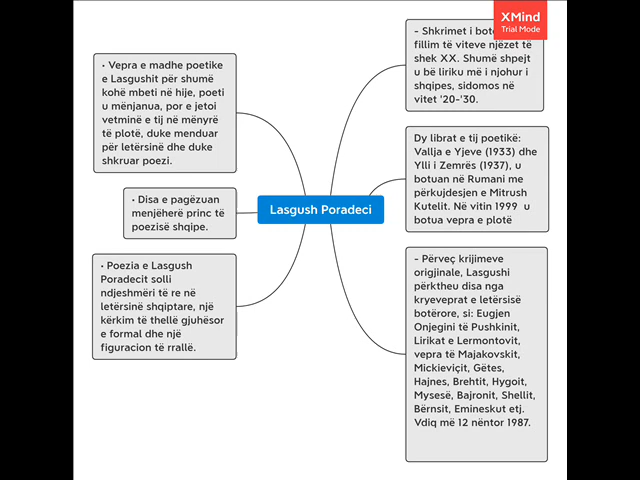 XMind
Trial Mode
- Shkrimet i
fillim të viteve njëzet të
shek XX. Shumë shpejt
u bë liriku më i njohur i
shqipes, sidomos në
vitet '20-'30.
• Vepra e madhe poetike
e Lasgushit për shumë
kohë mbeti në hije, poeti
u mënjanua, por e jetoi
vetminë e tij në mënyrë
të plotë, duke menduar
për letërsinë dhe duke
shkruar poezi.
Dy librat e tij poetikë:
Vallja e Yjeve (1933) dhe
Ylli i Zemrës (1937), u
botuan në Rumani me
përkujdesjen e Mitrush
Kutelit. Në vitin 1999 u
botua vepra e plotë
• Disa e pagëzuan
menjëherë princ të
poezisë shqipe.
Lasgush Poradeci
• Poezia e Lasgush
Poradecit solli
ndjeshmëri të re në
letërsinë shqiptare, një
kërkim të thellë gjuhësor
e formal dhe një
figuracion të rrallë.
- Përveç krijimeve
origjinale, Lasgushi
përktheu disa nga
kryeveprat e letërsisë
botërore, si: Eugjen
Onjegini të Pushkinit,
Lirikat e Lermontovit,
vepra të Majakovskit,
Mickieviçit, Gëtes,
Hajnes, Brehtit, Hygoit,
Mysesë, Bajronit, Shellit,
Bërnsit, Emineskut etj.
Vdiq më 12 nëntor 1987.